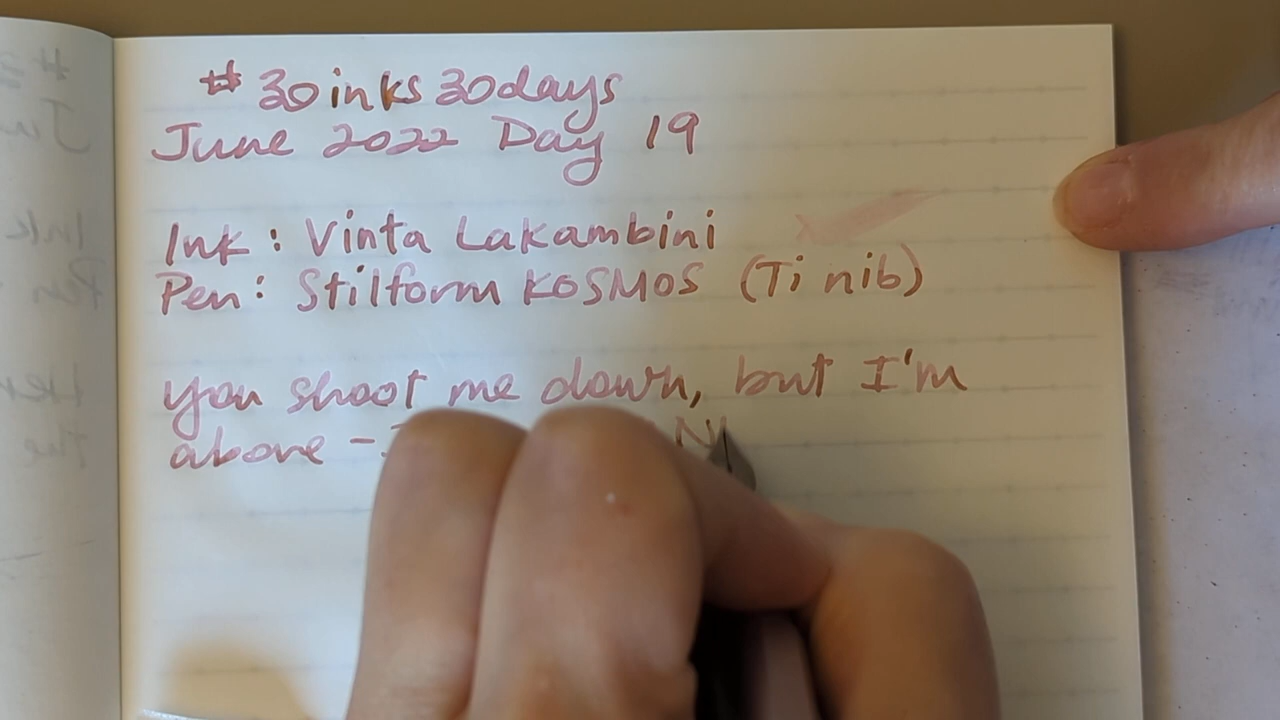 # 30inks30days
June 2022 Day 19
Ink : Vinta Lakambini
Pen: Stilform KOSMOS (Ti nib)
You shoot me down, but I'm
above -